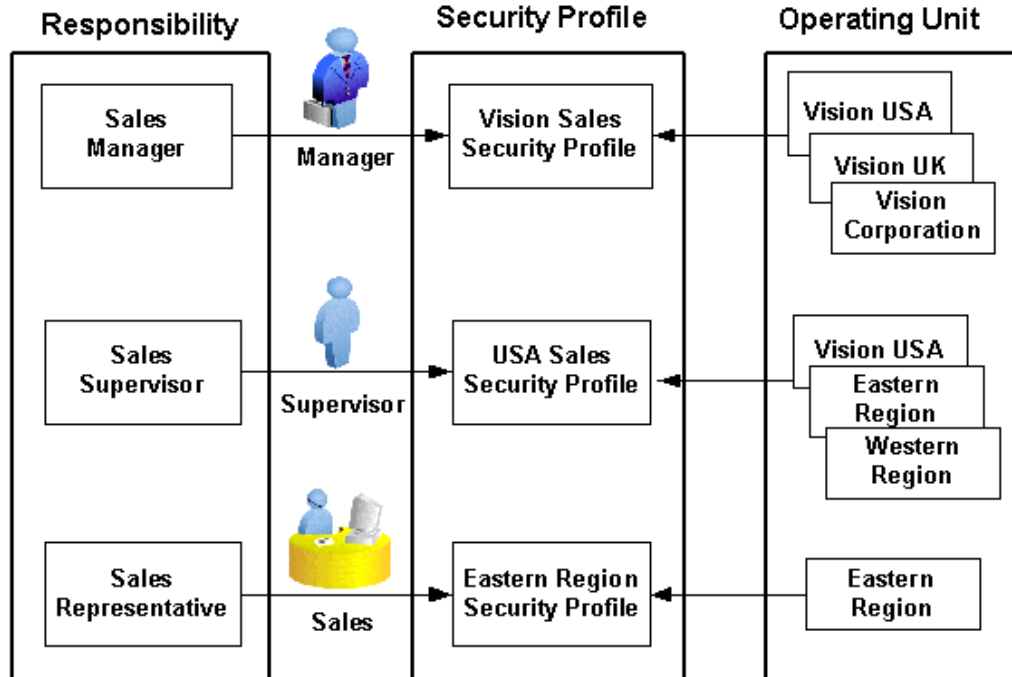 Responsibility
Security Profile
Operating Unit
Sales
Manager
Manager
Vision Sales
Security Profile
Vision USA
Vision UK
Vision
Corporation
Sales
Supervisor
Supervisor
USA Sales
Security Profile
Vision USA
Eastern
Region
Western
Region
Sales
Representative
Sales
Eastern Region
Security Profile
Eastern
Region